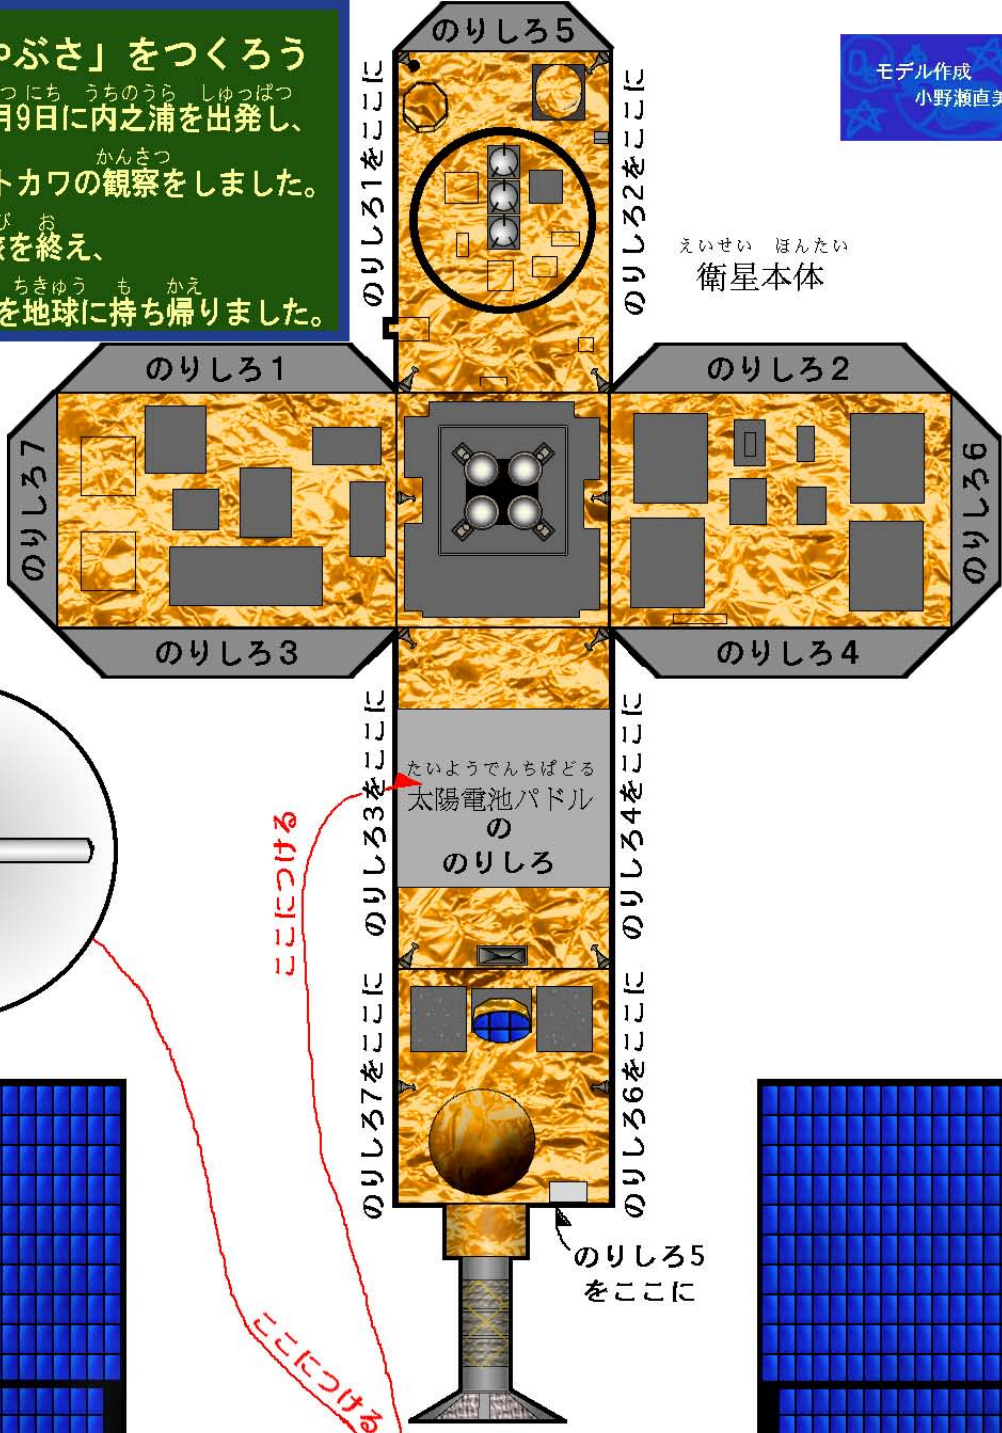 やぶさ」をつくろう
つ にち うちのうら しゅっぱつ
月9日に内之浦を出発し、
かんさつ
トカワの観察をしました。
び お
旅を終え、
ちきゅう も かえ
を地球に持ち帰りました。
のりしろ5
モデル作成
小野瀬直美
のりしろ1をここに
のりしろ2をここに
えいせい ほんたい
衛星本体
のりしろ1
のりしろ2
のりしろ7
のりしろ6
のりしろ3
のりしろ4
のりしろ3をここに
たいようでんちぱどる
太陽電池パドル
の
のりしろ
のりしろ4をここに
ここにつける
のりしろ7をここに
のりしろ6をここに
のりしろ5
をここに
ここにつける